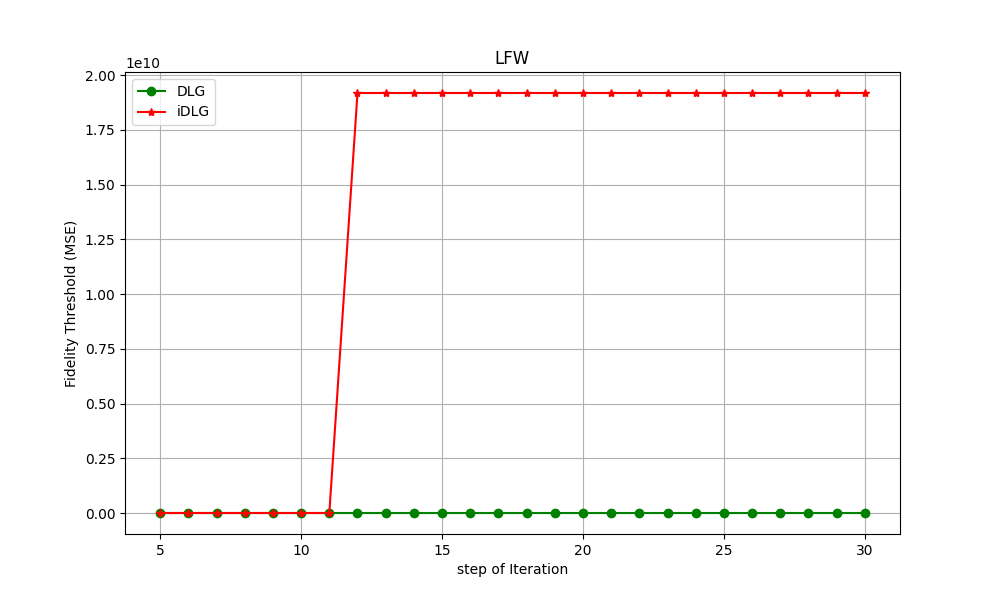 LFW
1e10
DLG
iDLG
2.00
1.75
1.50
1.25
1.00
0.75
0.50
0.25
0.00
Fidelity Threshold (MSE)
5 10 15 20 25 30
step of Iteration